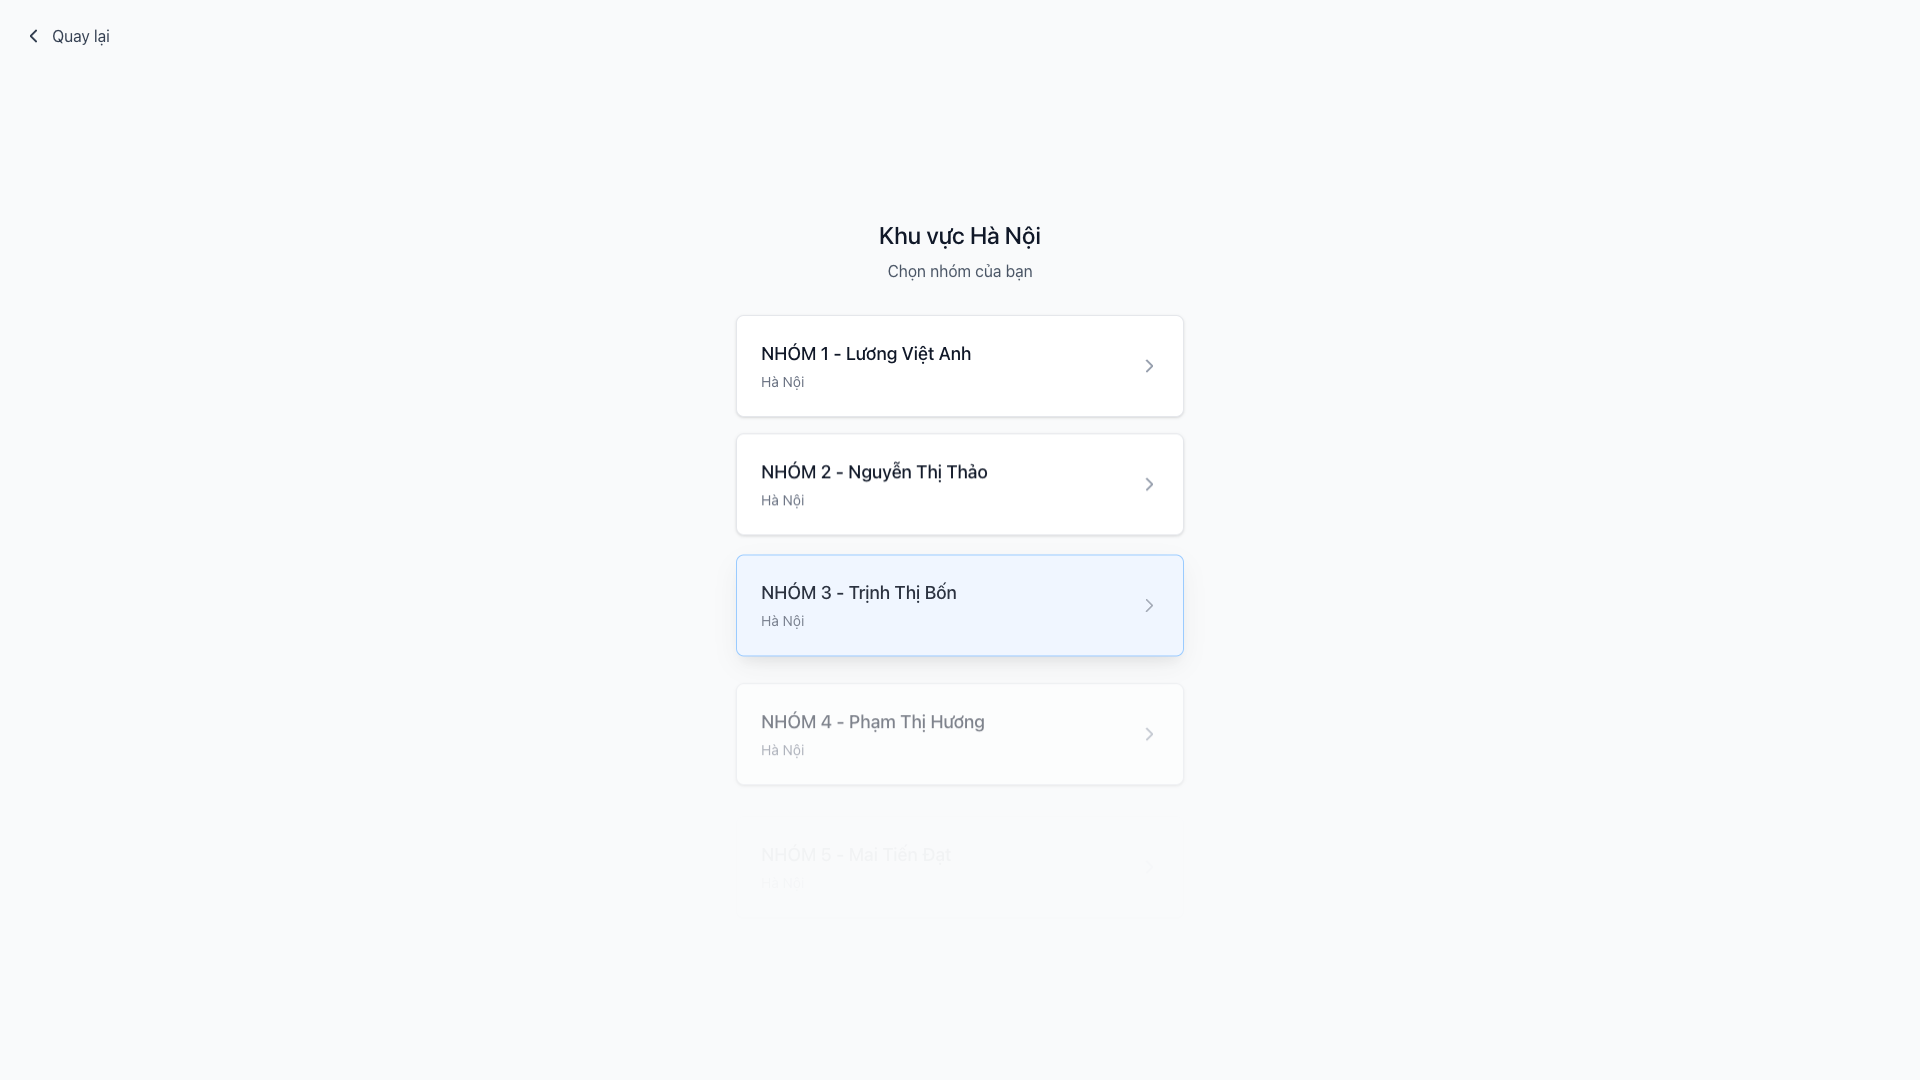 Quay lại
Khu vực Hà Nội
Chọn nhóm của bạn
NHÓM 1 - Lương Việt Anh
Hà Nội
NHÓM 2 - Nguyễn Thị Thảo
Hà Nội
NHÓM 3 - Trịnh Thị Bốn
Hà Nội
NHÓM 4 - Phạm Thị Hương
Hà Nội
NHÓM 5 - Mai Tiến Đạt
Hà Nội